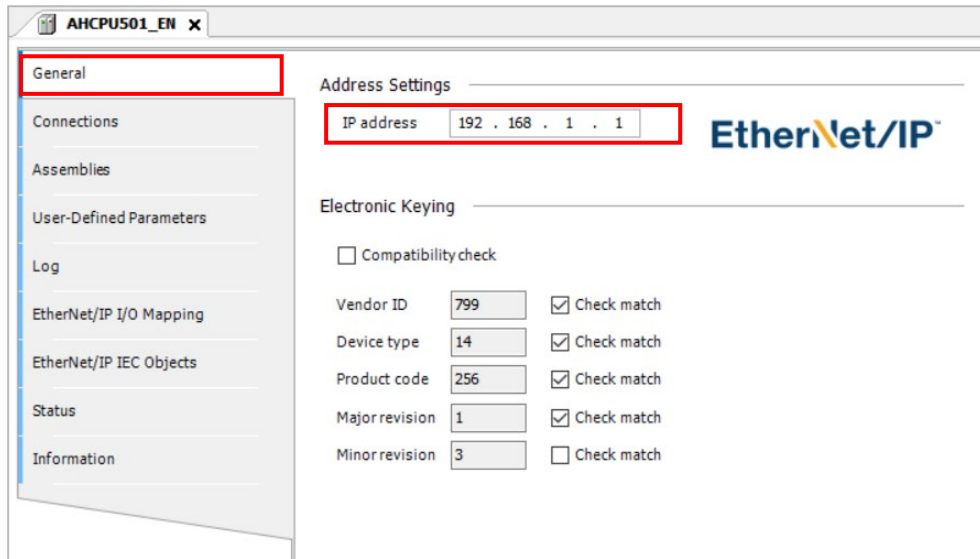 AHCPU501_EN
General
Connections
Assemblies
User-Defined Parameters
Log
EtherNet/IP I/O Mapping
EtherNet/IP IEC Objects
Status
Information
Address Settings
IP address 192 . 168 . 1 . 1
EtherNet/IP™
Electronic Keying
Compatibility check
Vendor ID 799 Check match
Device type 14 Check match
Product code 256 Check match
Major revision 1 Check match
Minor revision 3 Check match